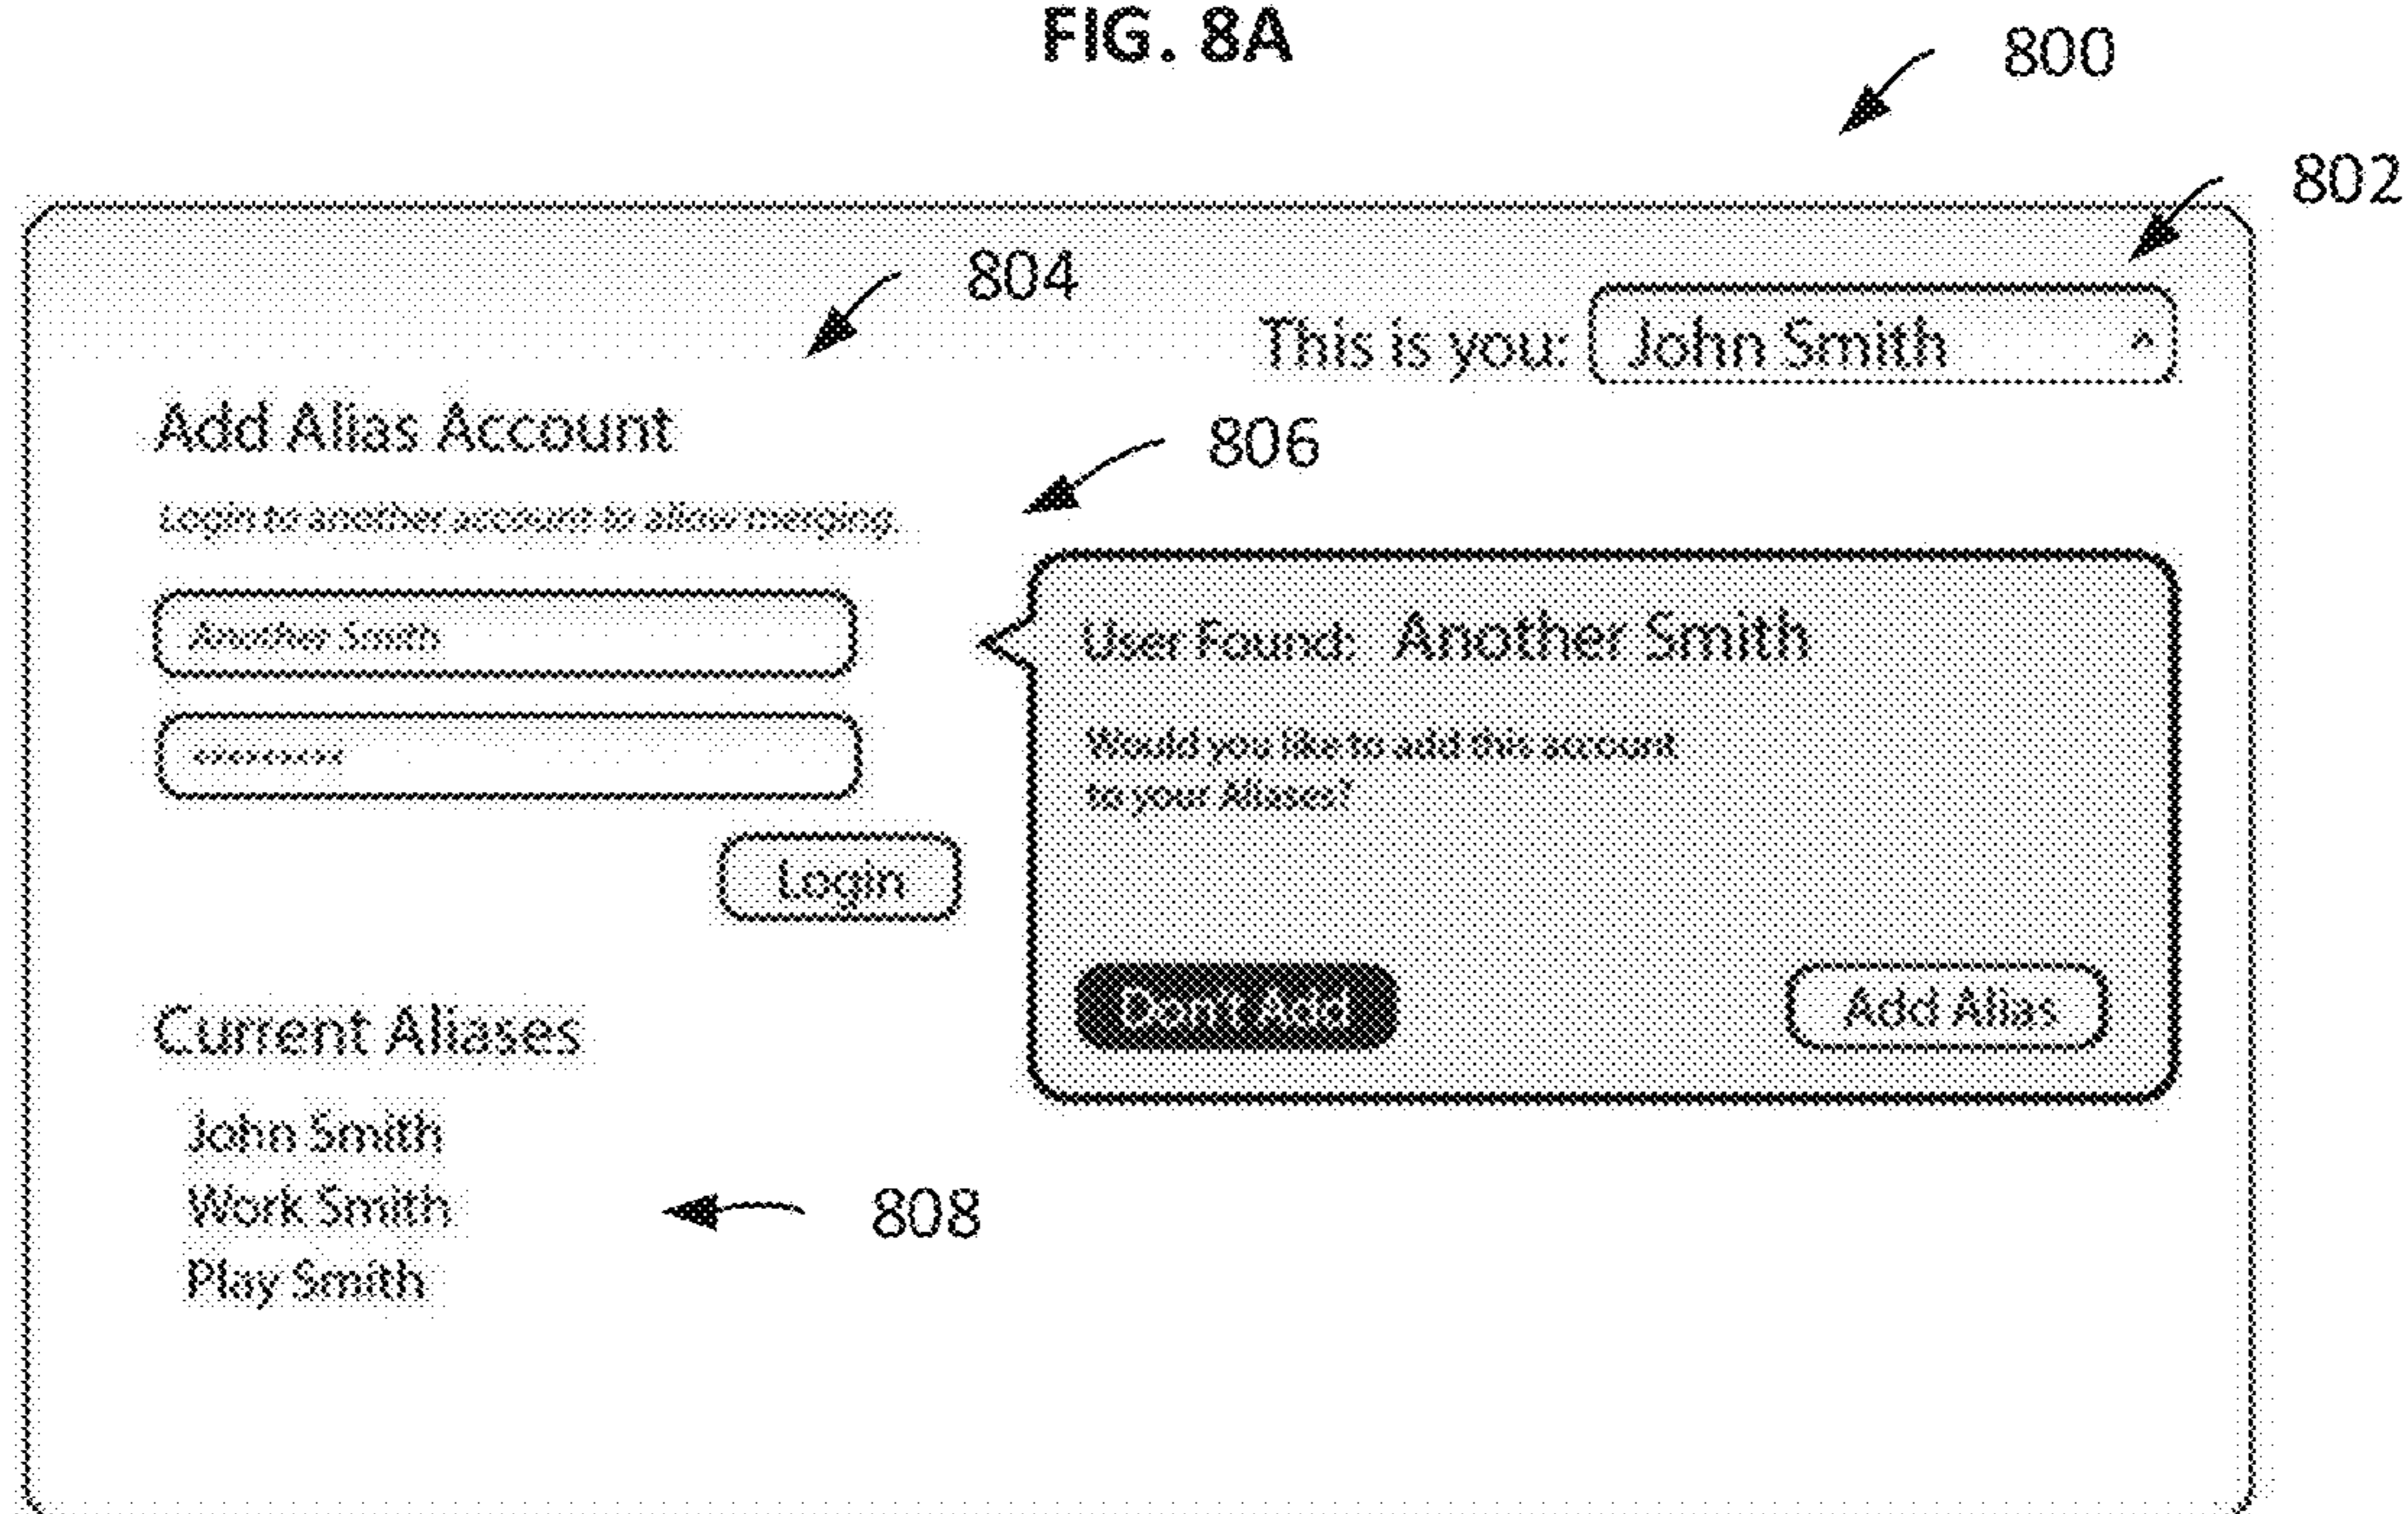 FIG. 8A
800
802
804
This is you: John Smith ^
Add Alias Account
806
Login to another account to allow merging.
Another Smith
User Found: Another Smith
Would you like to add this account
to your Aliases?
Login
Don't Add
Add Alias
Current Aliases
John Smith
Work Smith
808
Play Smith